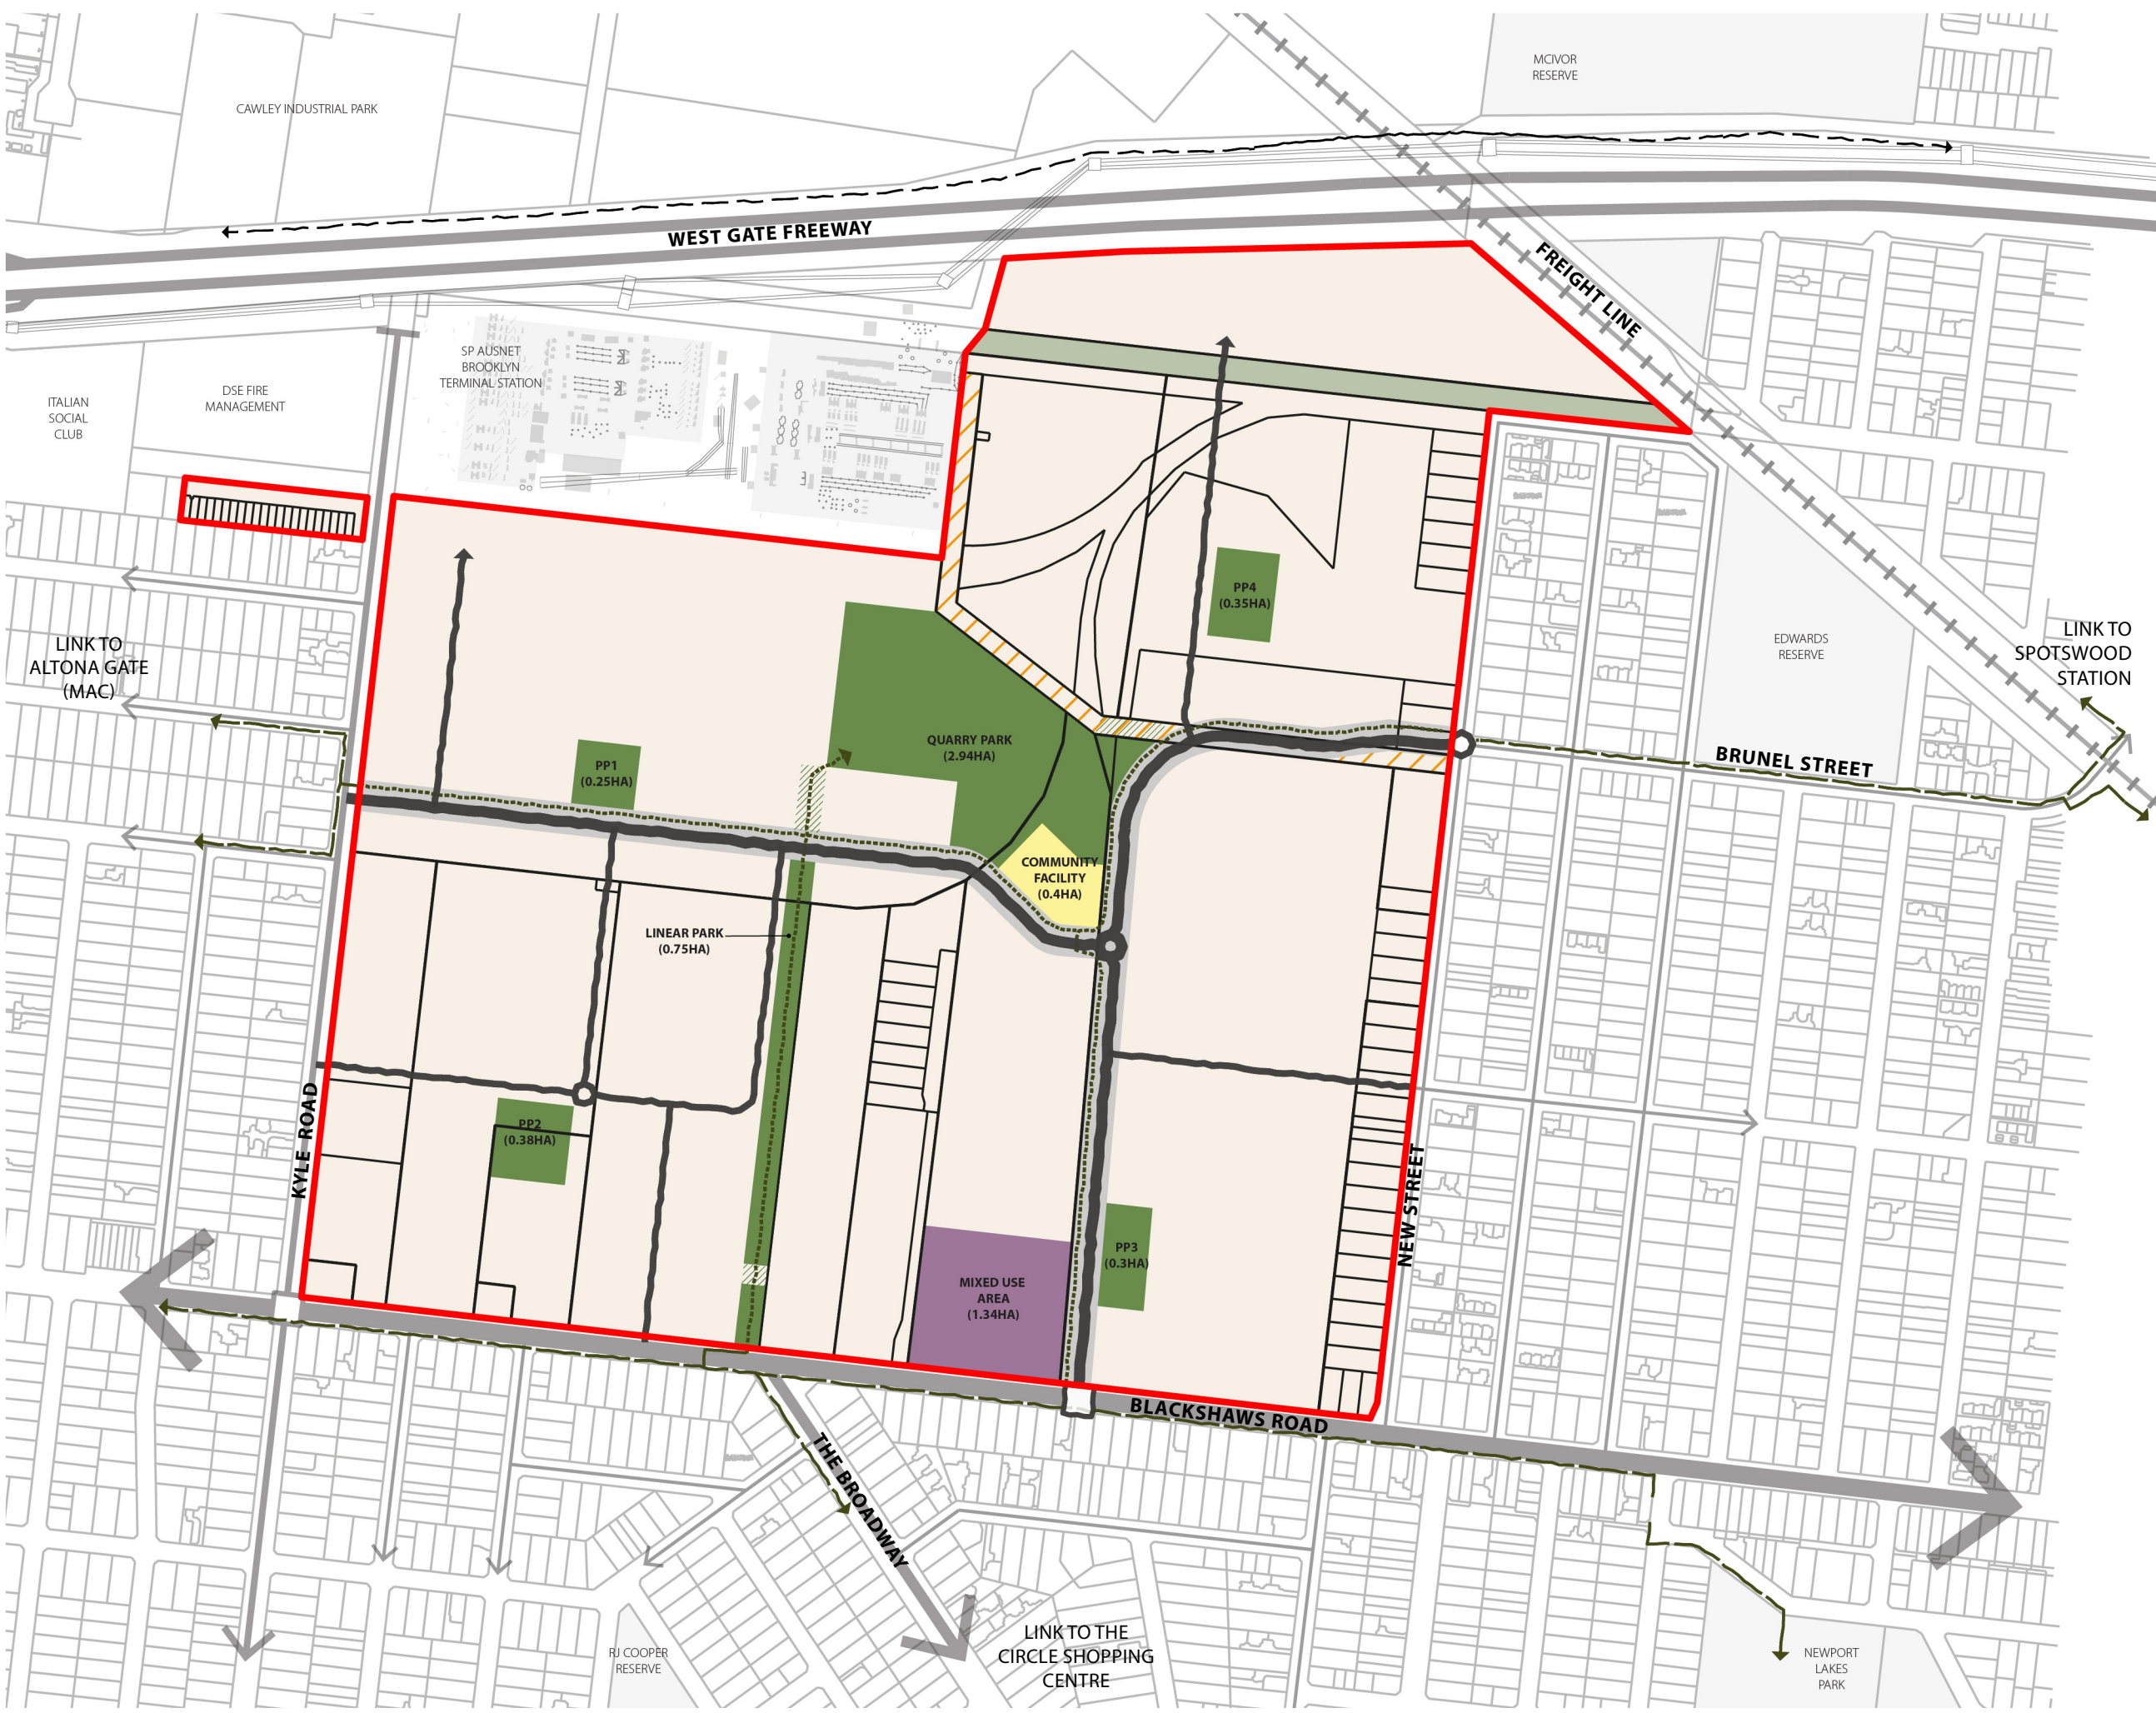 MCIVOR
RESERVE
CAWLEY INDUSTRIAL PARK
WEST GATE FREEWAY
FREIGHT LINE
SP AUSNET
BROOKLYN
TERMINAL STATION
DSE FIRE
MANAGEMENT
ITALIAN
SOCIAL
CLUB
PP4
(0.35HA)
LINK TO
ALTONA GATE
(MAC)
EDWARDS
RESERVE
LINK TO
SPOTSWOOD
STATION
QUARRY PARK
(2.94HA)
PP1
(0.25HA)
BRUNEL STREET
COMMUNITY
FACILITY
(0.4HA)
LINEAR PARK
(0.75HA)
PP2
(0.38HA)
KYLE ROAD
NEW STREET
PP3
(0.3HA)
MIXED USE
AREA
(1.34HA)
BLACKSHAWS ROAD
THE BROADWAY
LINK TO THE
CIRCLE SHOPPING
CENTRE
RJ COOPER
RESERVE
NEWPORT
LAKES
PARK